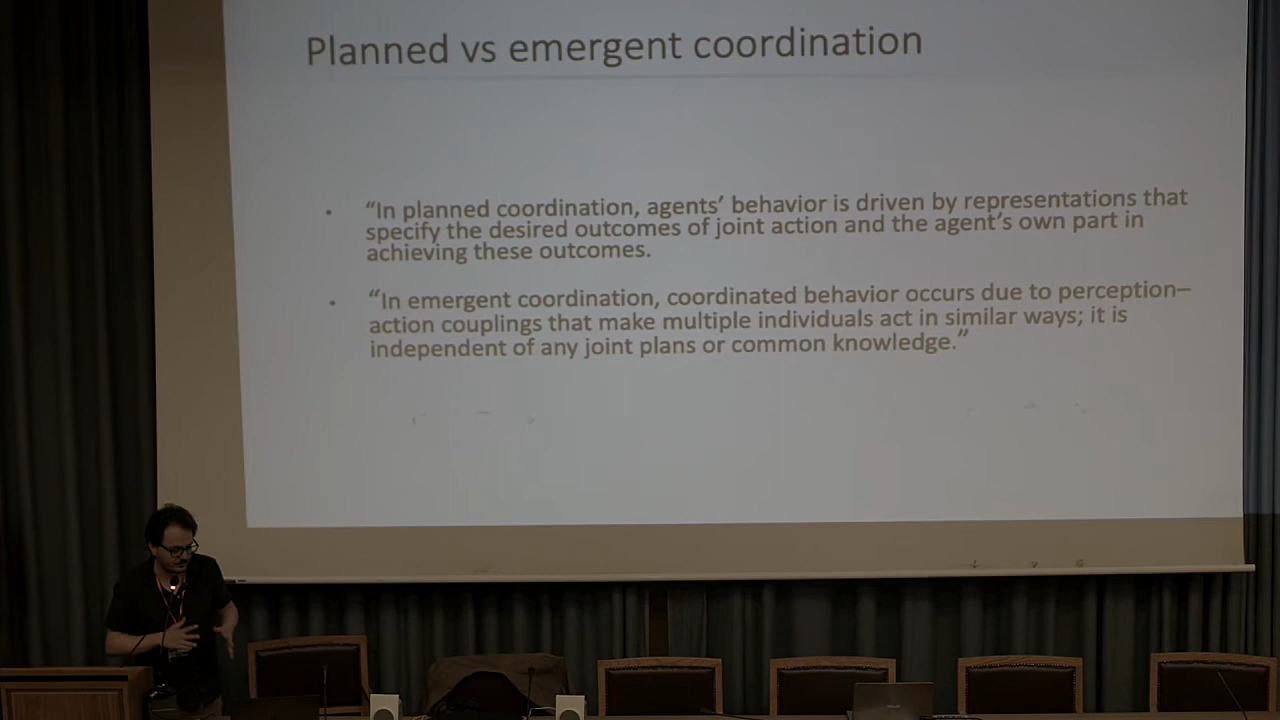 Planned vs emergent coordination
• “In planned coordination, agents’ behavior is driven by representations that
specify the desired outcomes of joint action and the agent’s own part in
achieving these outcomes.
• “In emergent coordination, coordinated behavior occurs due to perception–
action couplings that make multiple individuals act in similar ways; it is
independent of any joint plans or common knowledge.”